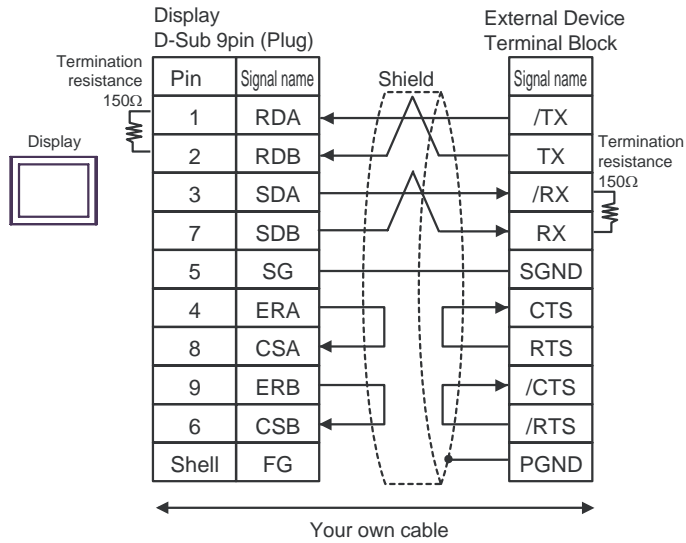 Display
D-Sub 9pin (Plug)
External Device
Terminal Block
Termination
resistance
150Ω
Display
Pin Signal name
1 RDA
2 RDB
3 SDA
7 SDB
5 SG
4 ERA
8 CSA
9 ERB
6 CSB
Shell FG
Shield
Signal name
/TX
TX
/RX
RX
SGND
CTS
RTS
/CTS
/RTS
PGND
Termination
resistance
150Ω
Your own cable